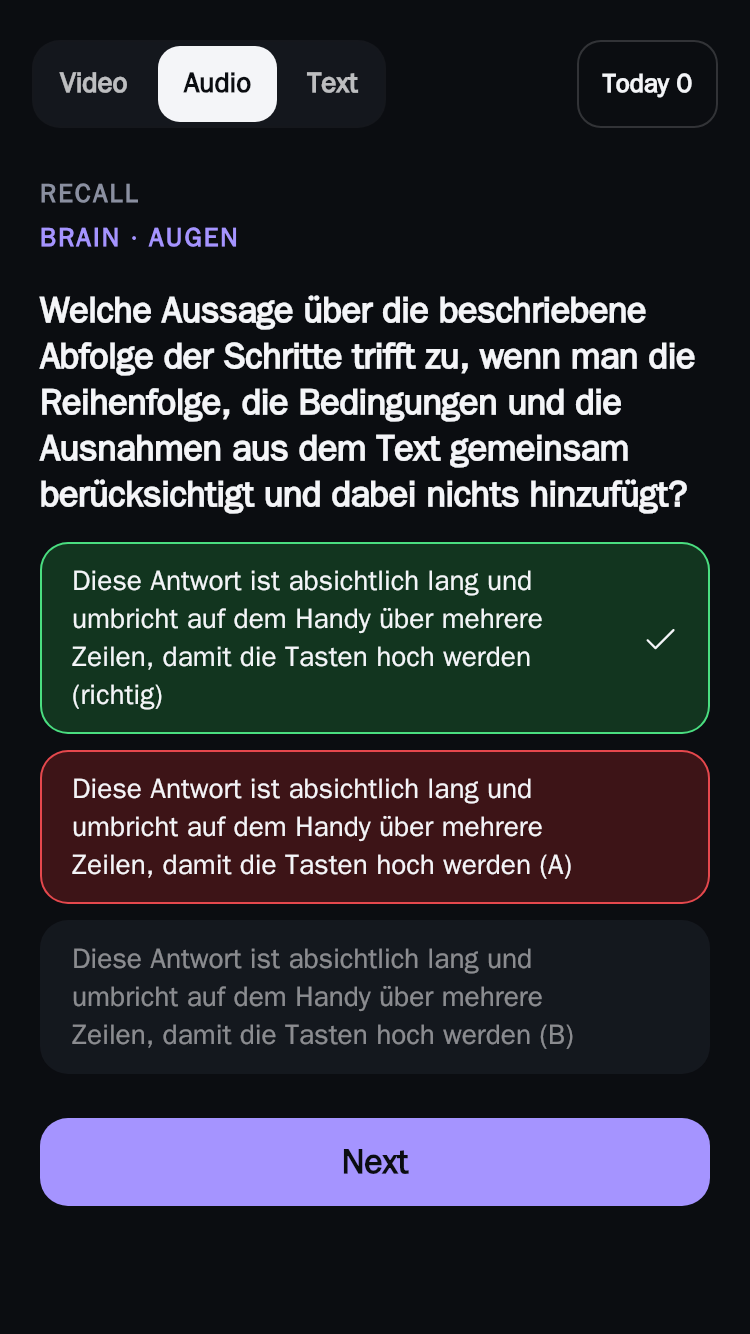 Video Audio Text Today 0
RECALL
BRAIN · AUGEN
Welche Aussage über die beschriebene
Abfolge der Schritte trifft zu, wenn man die
Reihenfolge, die Bedingungen und die
Ausnahmen aus dem Text gemeinsam
berücksichtigt und dabei nichts hinzufügt?
Diese Antwort ist absichtlich lang und
umbricht auf dem Handy über mehrere
Zeilen, damit die Tasten hoch werden
(richtig)
Diese Antwort ist absichtlich lang und
umbricht auf dem Handy über mehrere
Zeilen, damit die Tasten hoch werden (A)
Diese Antwort ist absichtlich lang und
umbricht auf dem Handy über mehrere
Zeilen, damit die Tasten hoch werden (B)
Next